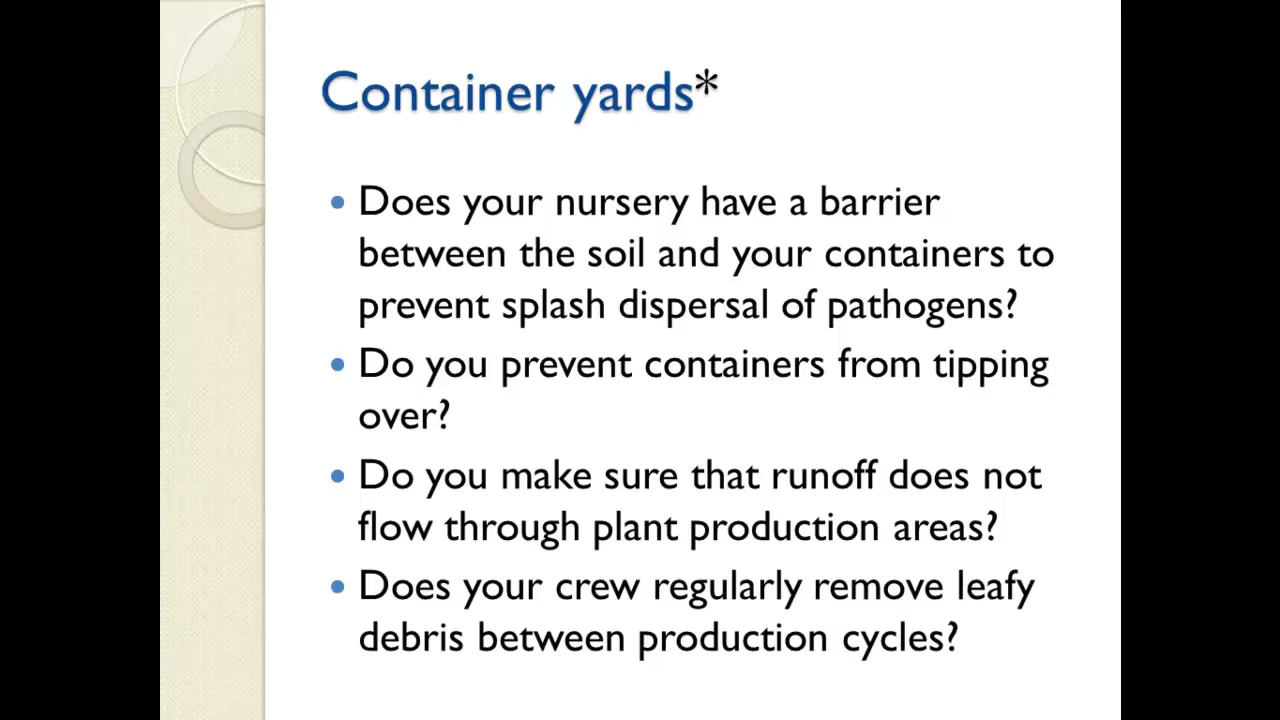 Container yards*
• Does your nursery have a barrier
between the soil and your containers to
prevent splash dispersal of pathogens?
• Do you prevent containers from tipping
over?
• Do you make sure that runoff does not
flow through plant production areas?
• Does your crew regularly remove leafy
debris between production cycles?